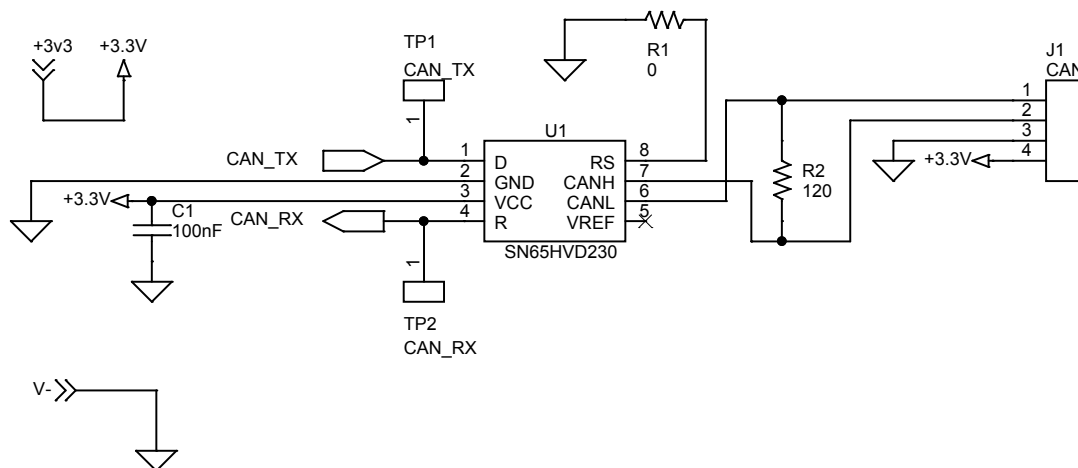 +3v3
+3.3V
TP1
CAN_TX
1
R1
0
J1
CAN
1
2
3
4
+3.3V
U1
CAN_TX
1 D RS 8
2 GND CANH 7
3 VCC CANL 6
4 R VREF 5
SN65HVD230
R2
120
+3.3V
C1
100nF
CAN_RX
1
TP2
CAN_RX
V-